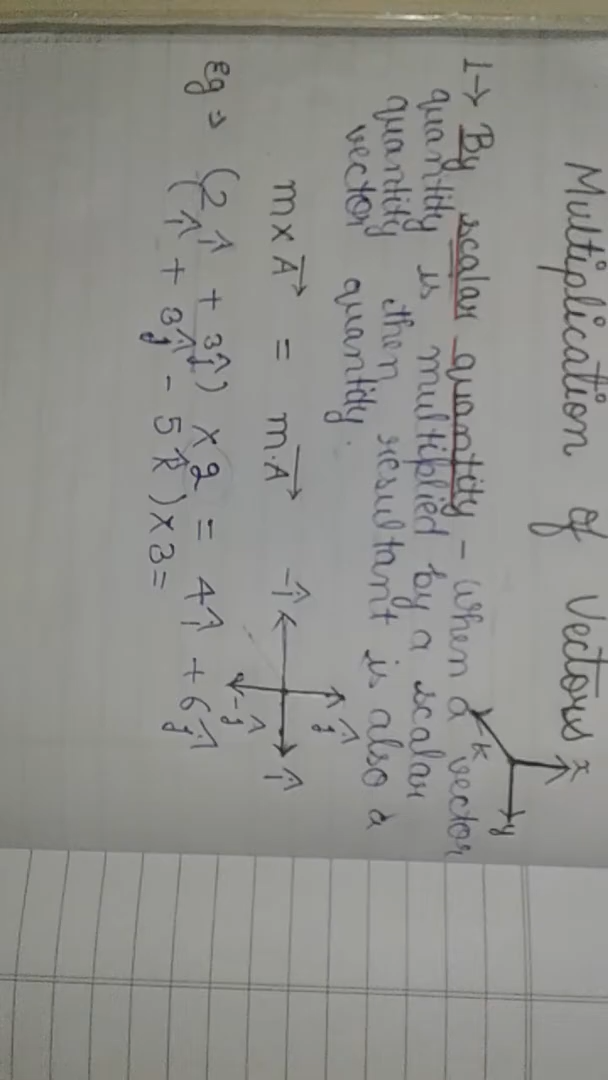 Multiplication of Vectors
x
y
k
1→ By scalar quantity - when a vector
quantity is multiplied by a scalar
quantity then resultant is also a
vector quantity.
m × A⃗ = m.A⃗
-î
ĵ
-ĵ
î
Eg → (2î + 3ĵ) × 2 = 4î + 6ĵ
(î + 3ĵ - 5k̂) × 3 =